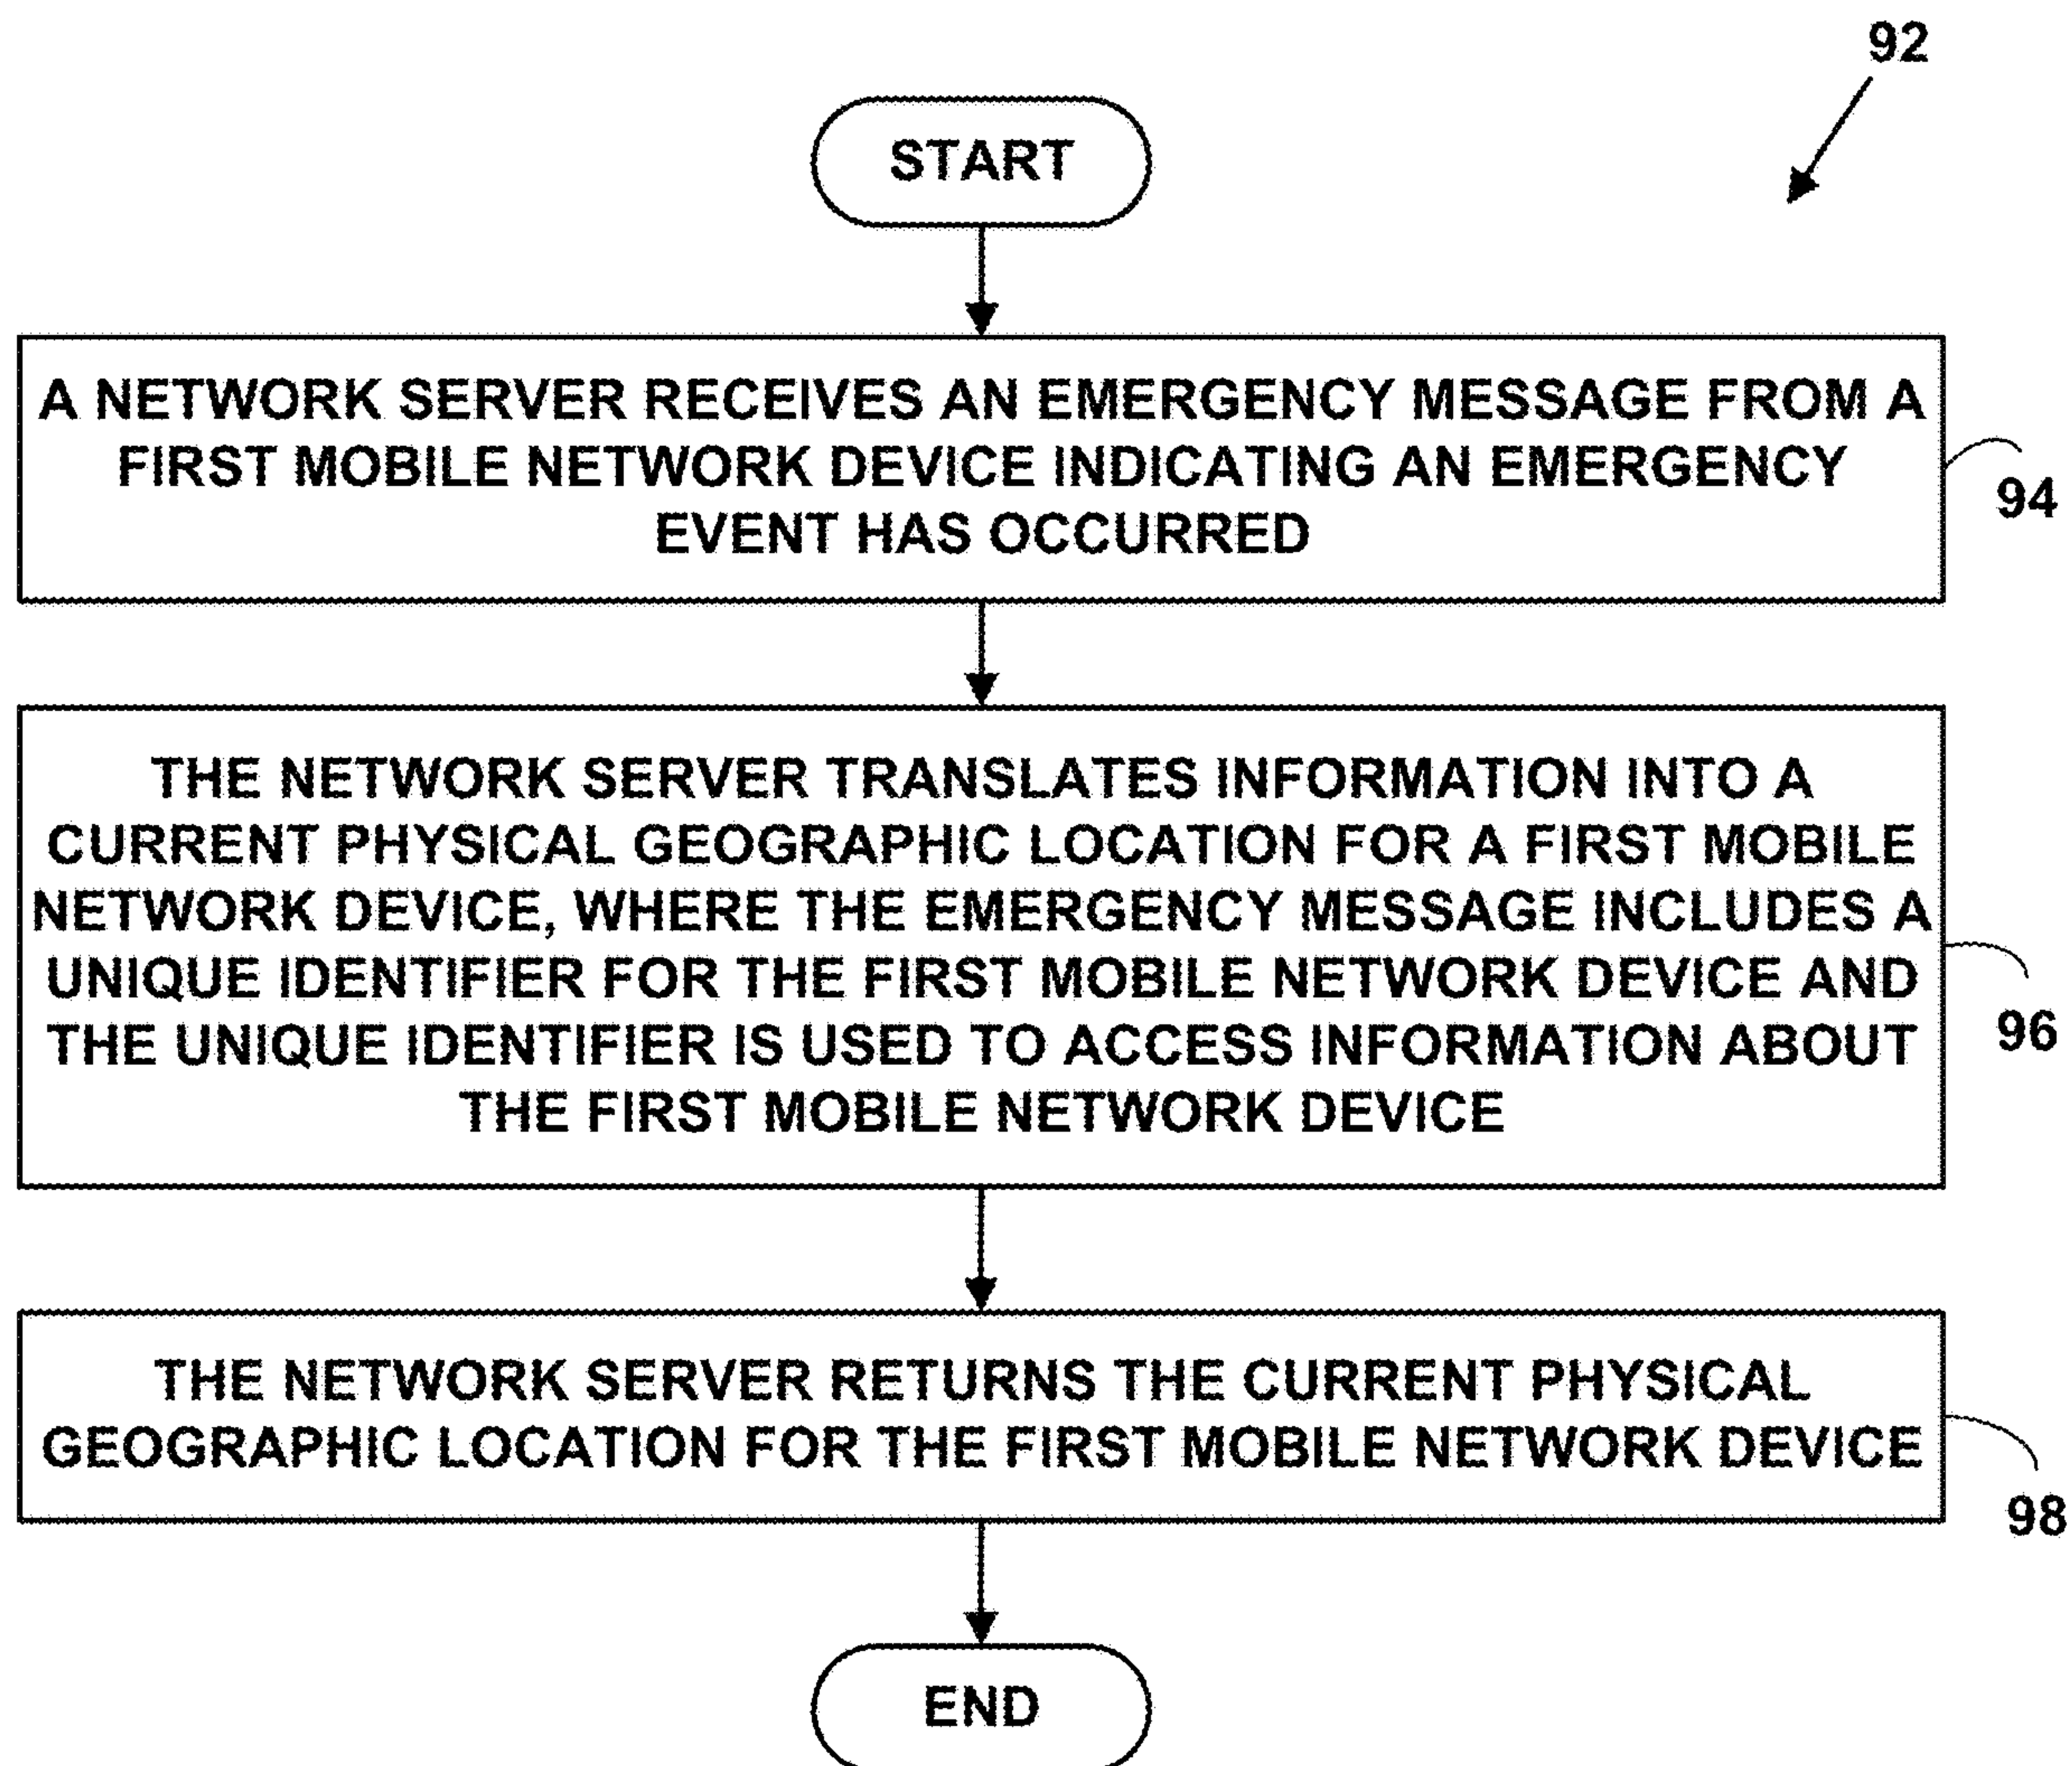 92
START
A NETWORK SERVER RECEIVES AN EMERGENCY MESSAGE FROM A
FIRST MOBILE NETWORK DEVICE INDICATING AN EMERGENCY
EVENT HAS OCCURRED
94
THE NETWORK SERVER TRANSLATES INFORMATION INTO A
CURRENT PHYSICAL GEOGRAPHIC LOCATION FOR A FIRST MOBILE
NETWORK DEVICE, WHERE THE EMERGENCY MESSAGE INCLUDES A
UNIQUE IDENTIFIER FOR THE FIRST MOBILE NETWORK DEVICE AND
THE UNIQUE IDENTIFIER IS USED TO ACCESS INFORMATION ABOUT
THE FIRST MOBILE NETWORK DEVICE
96
THE NETWORK SERVER RETURNS THE CURRENT PHYSICAL
GEOGRAPHIC LOCATION FOR THE FIRST MOBILE NETWORK DEVICE
98
END